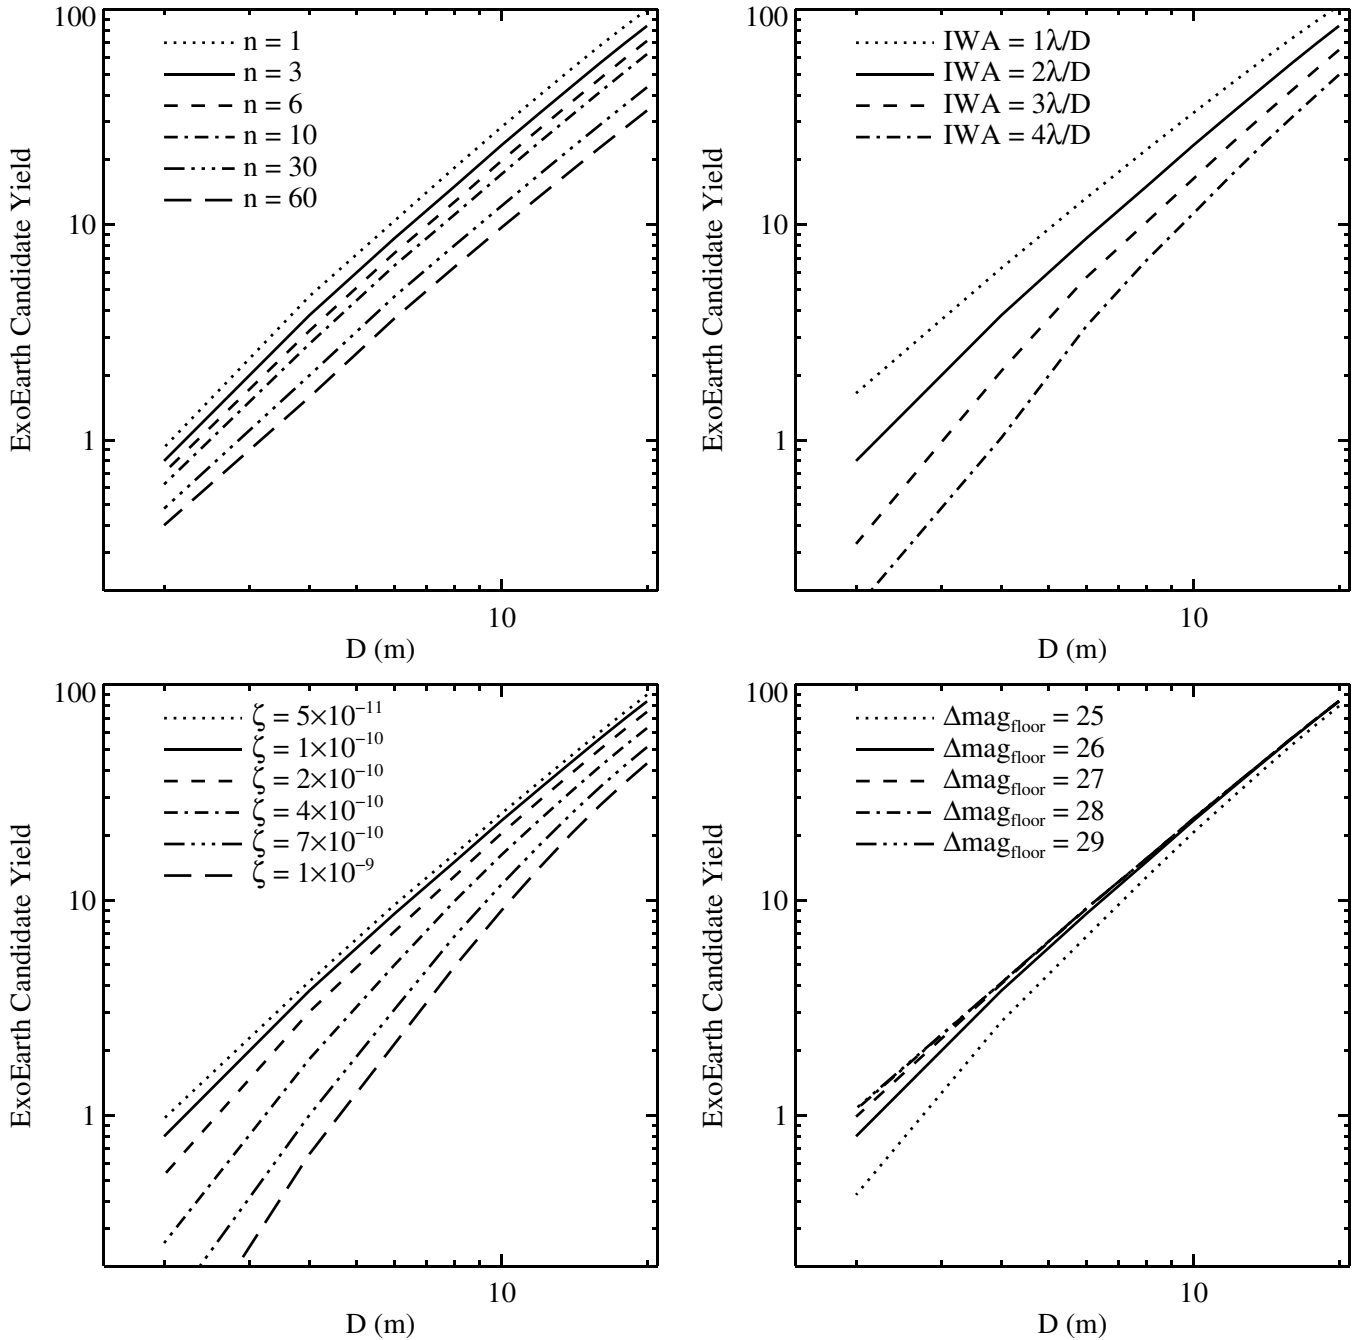 100
10
1
ExoEarth Candidate Yield
n = 1
n = 3
n = 6
n = 10
n = 30
n = 60
10
D (m)
100
10
1
ExoEarth Candidate Yield
IWA = 1λ/D
IWA = 2λ/D
IWA = 3λ/D
IWA = 4λ/D
10
D (m)
100
10
1
ExoEarth Candidate Yield
ζ = 5×10⁻¹¹
ζ = 1×10⁻¹⁰
ζ = 2×10⁻¹⁰
ζ = 4×10⁻¹⁰
ζ = 7×10⁻¹⁰
ζ = 1×10⁻⁹
10
D (m)
100
10
1
ExoEarth Candidate Yield
Δmag_floor = 25
Δmag_floor = 26
Δmag_floor = 27
Δmag_floor = 28
Δmag_floor = 29
10
D (m)